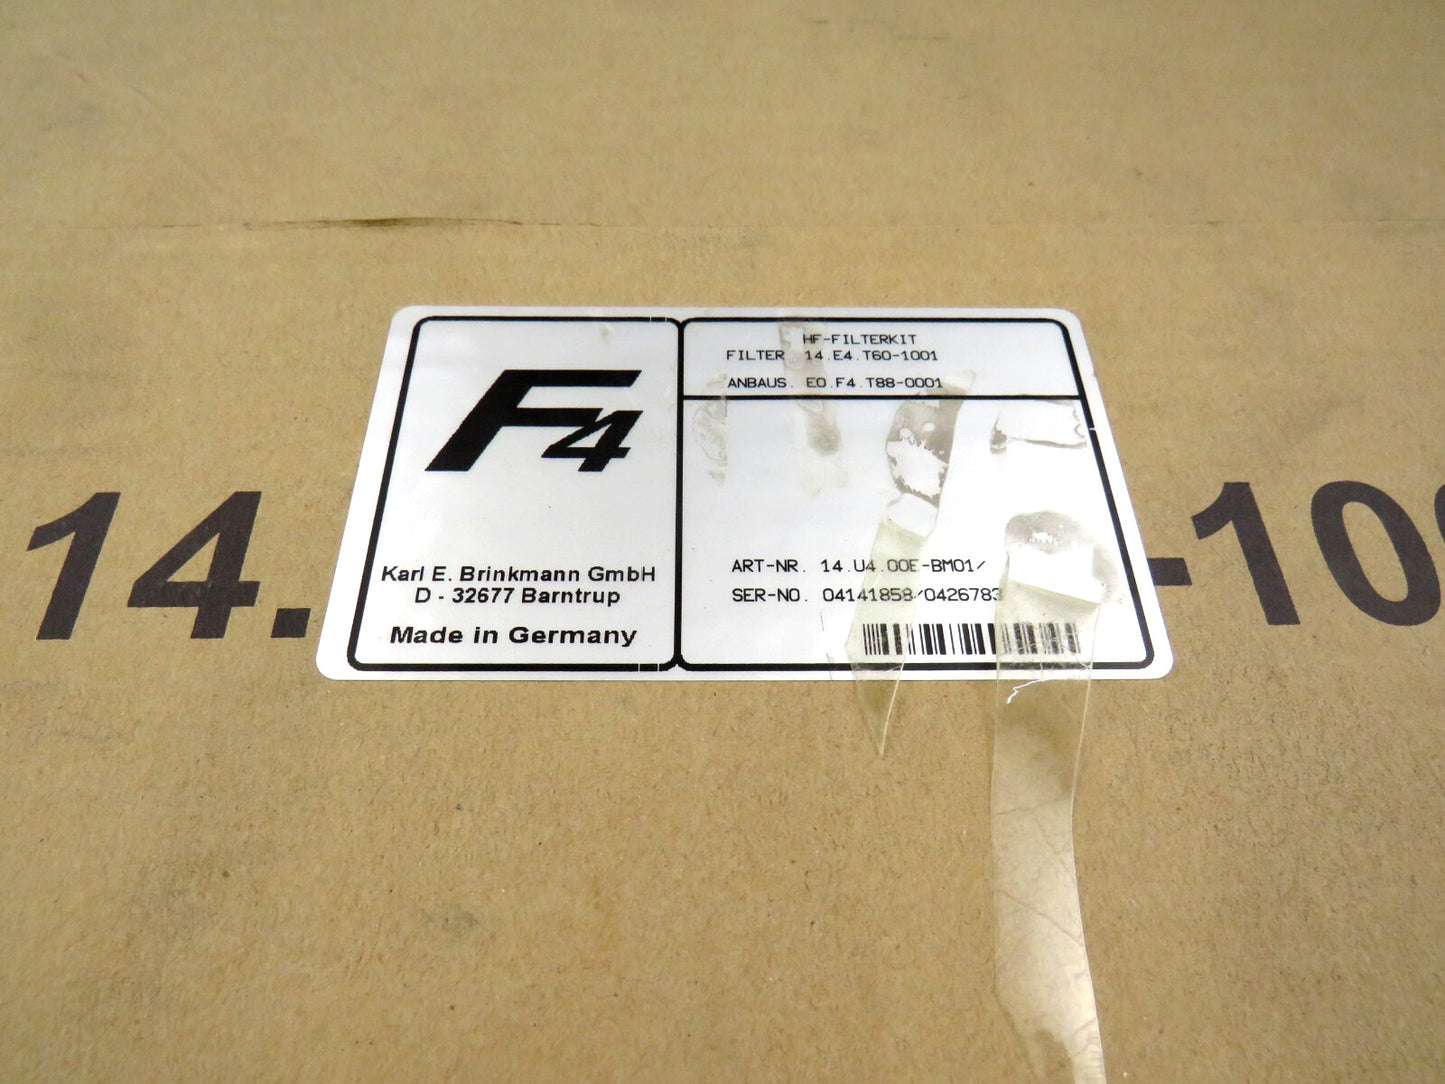 HF-FILTERKIT
FILTER 14.E4.T60-1001
ANBAUS. E0.F4.T88-0001
F4
14.
-10
ART-NR. 14.U4.00E-BM01/
SER-NO. 04141858/0426783
Karl E. Brinkmann GmbH
D - 32677 Barntrup
Made in Germany